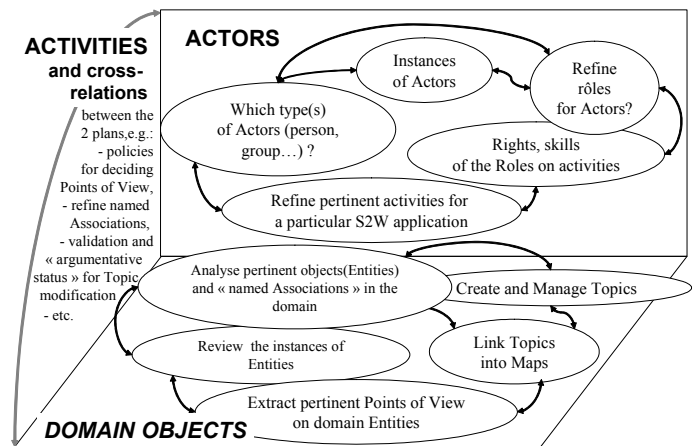 ACTIVITIES
and cross-
relations
between the
2 plans,e.g.:
- policies
for deciding
Points of View,
- refine named
Associations,
- validation and
« argumentative
status » for Topic
modification
- etc.
ACTORS
Instances
of Actors
Refine
rôles
for Actors?
Which type(s)
of Actors (person,
group…) ?
Rights, skills
of the Roles on activities
Refine pertinent activities for
a particular S2W application
Analyse pertinent objects(Entities)
and « named Associations » in the
domain
Create and Manage Topics
Review the instances of
Entities
Link Topics
into Maps
Extract pertinent Points of View
on domain Entities
DOMAIN OBJECTS